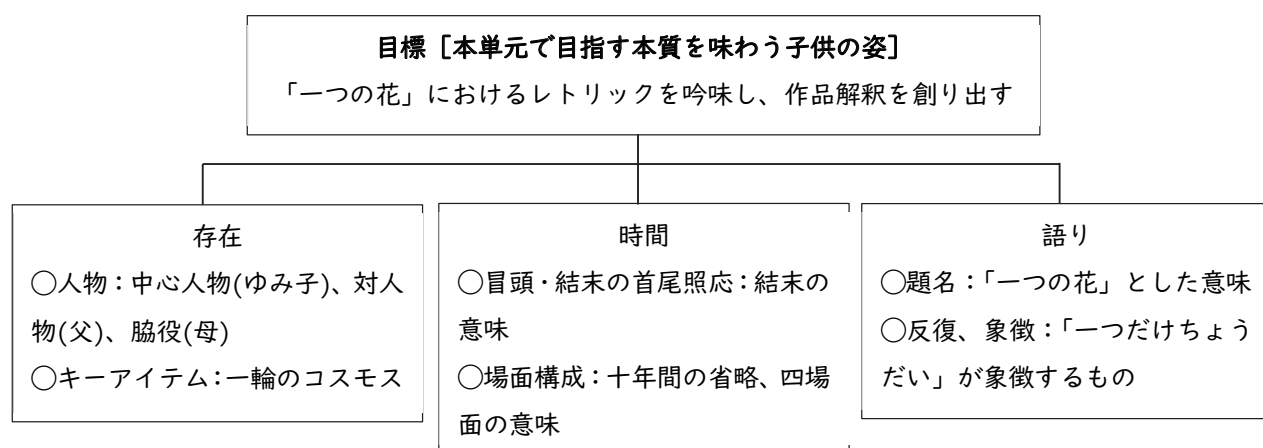 目標［本単元で目指す本質を味わう子供の姿］
「一つの花」におけるレトリックを吟味し、作品解釈を創り出す
存在
○人物：中心人物(ゆみ子)、対人
物(父)、脇役(母)
○キーアイテム：一輪のコスモス
時間
○冒頭・結末の首尾照応：結末の
意味
○場面構成：十年間の省略、四場
面の意味
語り
○題名：「一つの花」とした意味
○反復、象徴：「一つだけちょう
だい」が象徴するもの